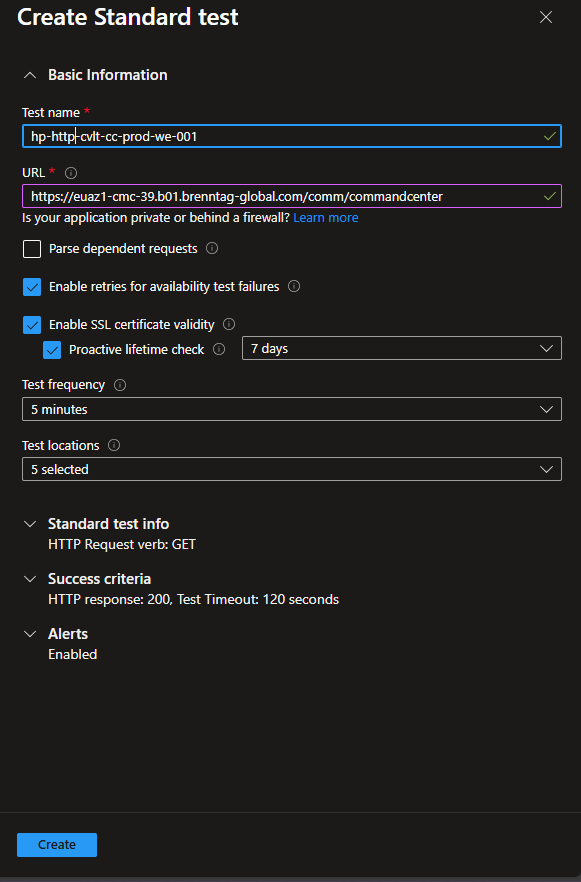 Create Standard test
Basic Information
Test name *
hp-http-cvlt-cc-prod-we-001
URL *
https://euaz1-cmc-39.b01.brenntag-global.com/comm/commandcenter
Is your application private or behind a firewall? Learn more
Parse dependent requests
Enable retries for availability test failures
Enable SSL certificate validity
Proactive lifetime check
7 days
Test frequency
5 minutes
Test locations
5 selected
Standard test info
HTTP Request verb: GET
Success criteria
HTTP response: 200, Test Timeout: 120 seconds
Alerts
Enabled
Create